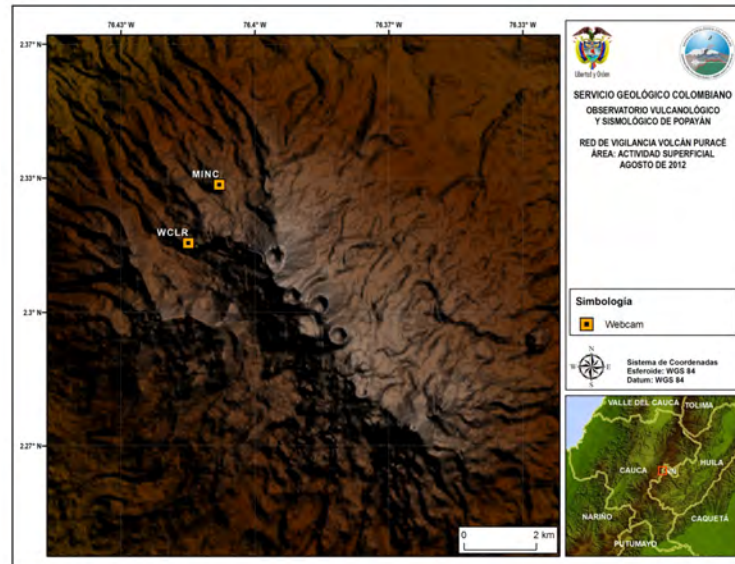 76.43° W 76.4° W 76.37° W 76.33° W
2.37° N
2.33° N
2.3° N
2.27° N
MINC
WCLR
0 2 km
Libertad y Orden
SERVICIO GEOLÓGICO COLOMBIANO
OBSERVATORIO VULCANOLÓGICO
Y SISMOLÓGICO DE POPAYÁN
RED DE VIGILANCIA VOLCÁN PURACÉ
ÁREA: ACTIVIDAD SUPERFICIAL
AGOSTO DE 2012
Simbología
Webcam
N
W E
S
Sistema de Coordenadas
Esferoide: WGS 84
Datum: WGS 84
VALLE DEL CAUCA
TOLIMA
CAUCA
HUILA
NARIÑO
CAQUETÁ
PUTUMAYO